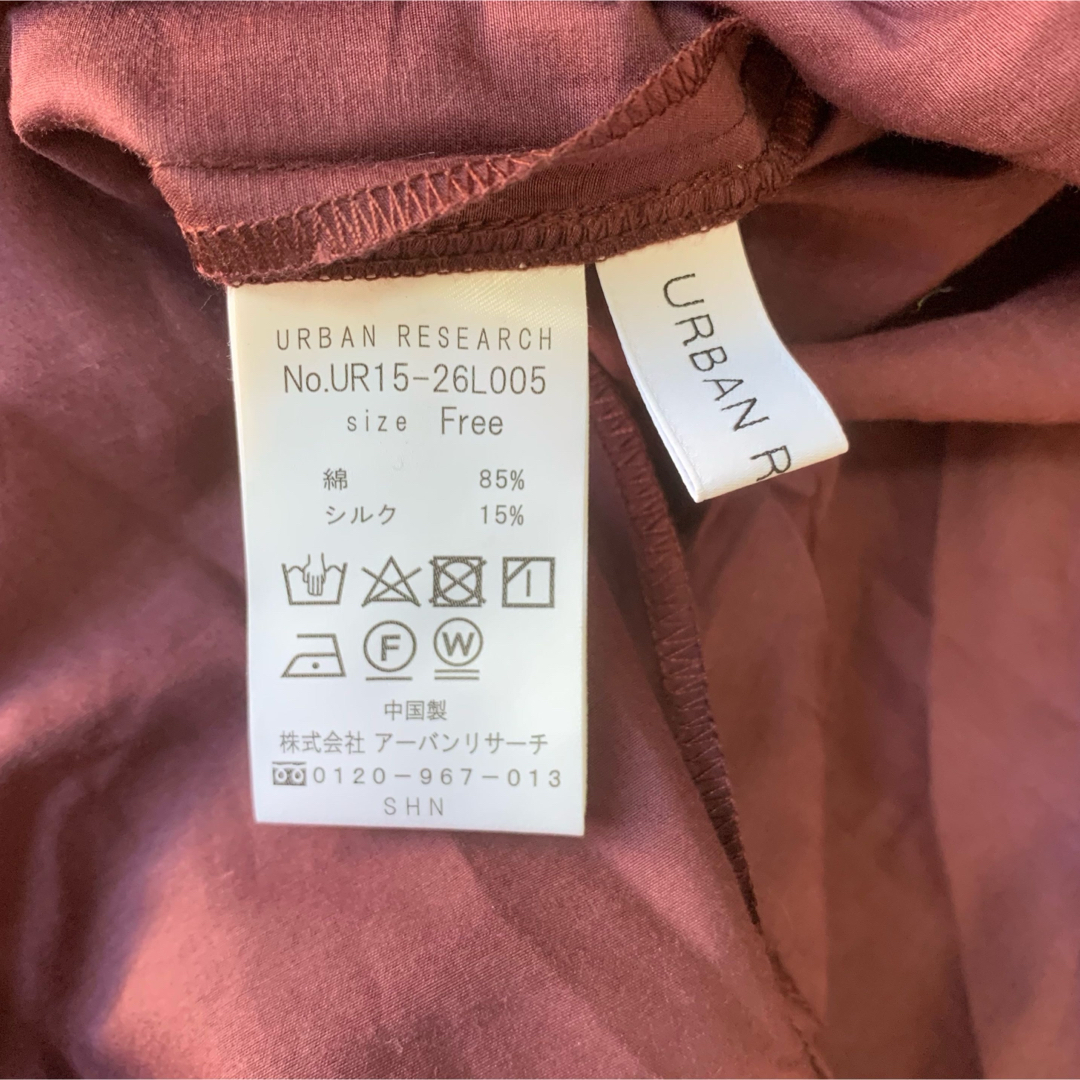 URBAN RESEARCH
No.UR15-26L005
size Free
綿 85%
シルク 15%
F W
中国製
株式会社 アーバンリサーチ
0120-967-013
SHN
URBAN R